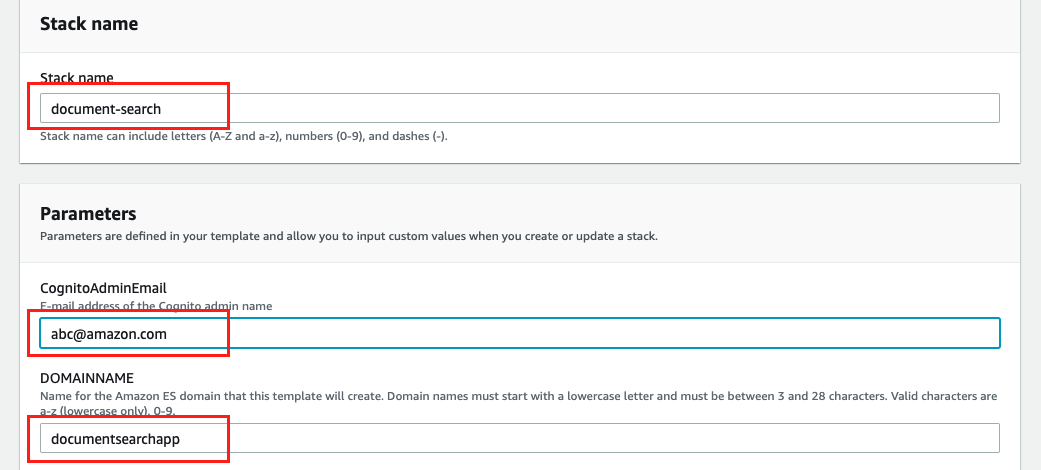 Stack name
Stack name
document-search
Stack name can include letters (A-Z and a-z), numbers (0-9), and dashes (-).
Parameters
Parameters are defined in your template and allow you to input custom values when you create or update a stack.
CognitoAdminEmail
E-mail address of the Cognito admin name
abc@amazon.com
DOMAINNAME
Name for the Amazon ES domain that this template will create. Domain names must start with a lowercase letter and must be between 3 and 28 characters. Valid characters are
a-z (lowercase only), 0-9.
documentsearchapp